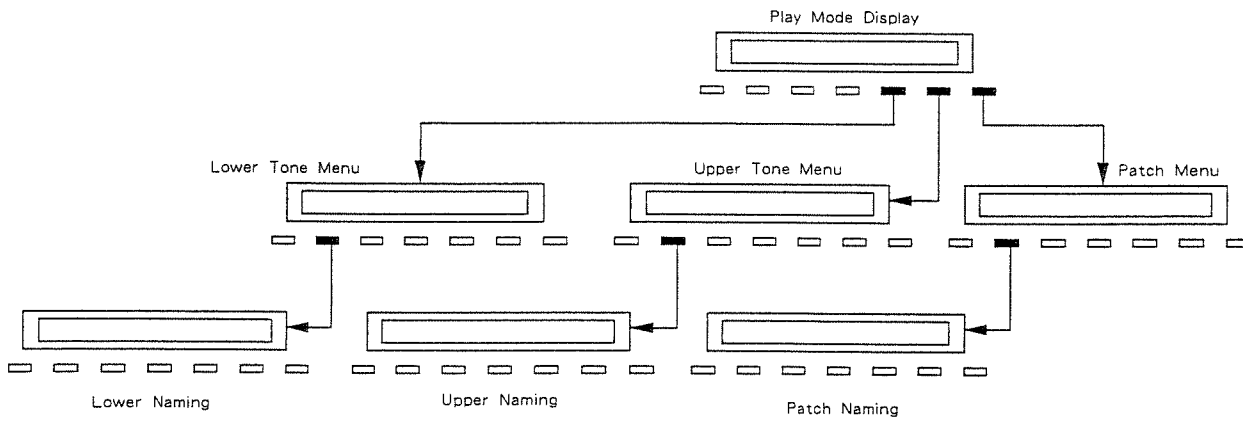 Play Mode Display
Lower Tone Menu
Upper Tone Menu
Patch Menu
Lower Naming
Upper Naming
Patch Naming